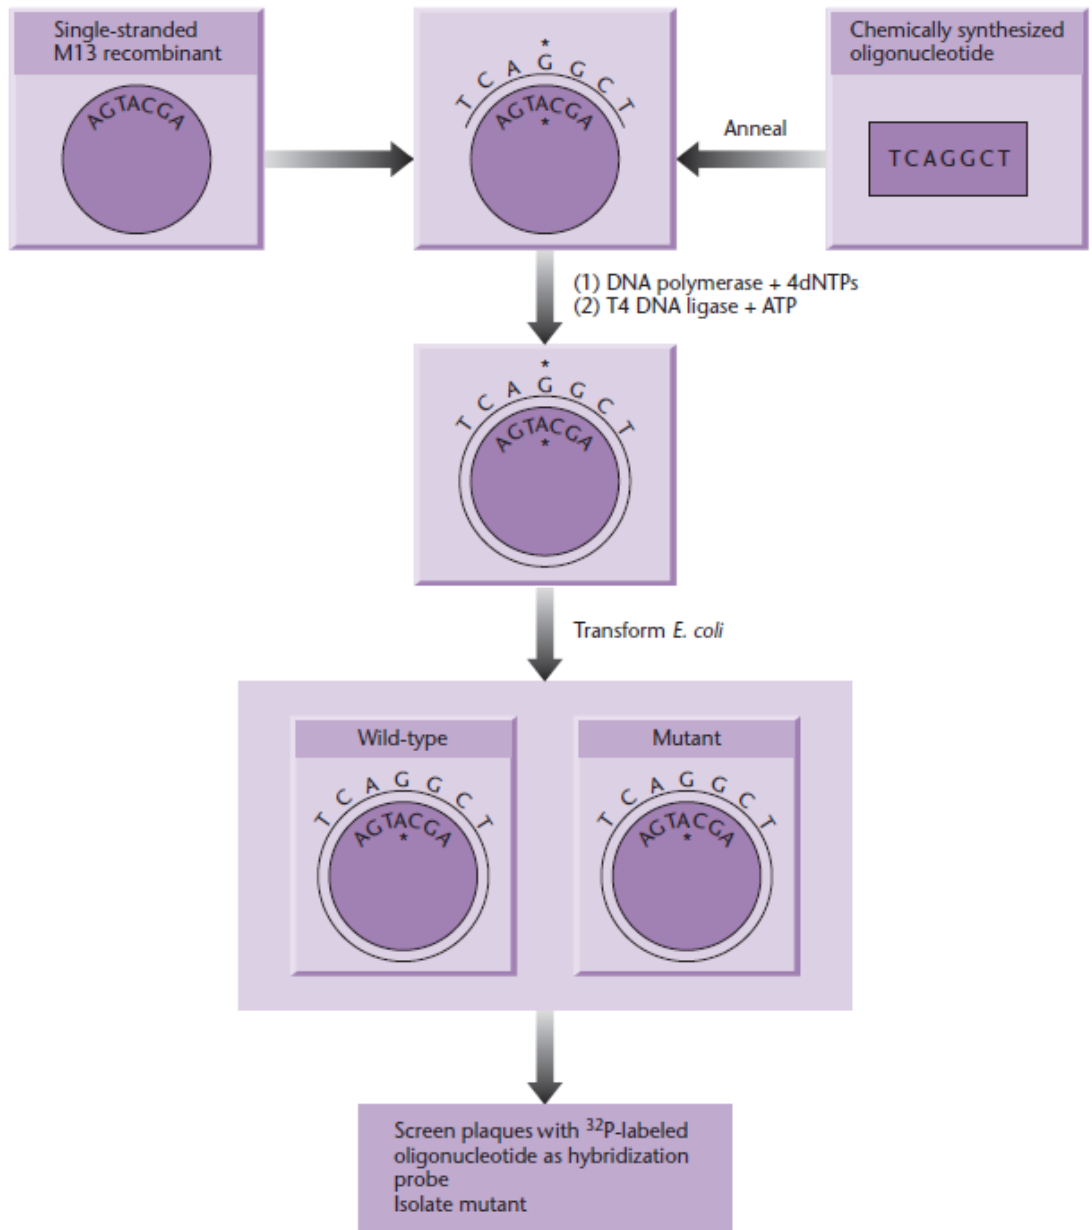 Single-stranded
M13 recombinant
AGTACGA
*
TCAGGCT
AGTACGA
*
Anneal
Chemically synthesized
oligonucleotide
TCAGGCT
(1) DNA polymerase + 4dNTPs
(2) T4 DNA ligase + ATP
*
TCAGGCT
AGTACGA
*
Transform E. coli
Wild-type
TCAGGCT
AGTACGA
*
Mutant
TCAGGCT
AGTACGA
*
Screen plaques with ³²P-labeled
oligonucleotide as hybridization
probe
Isolate mutant